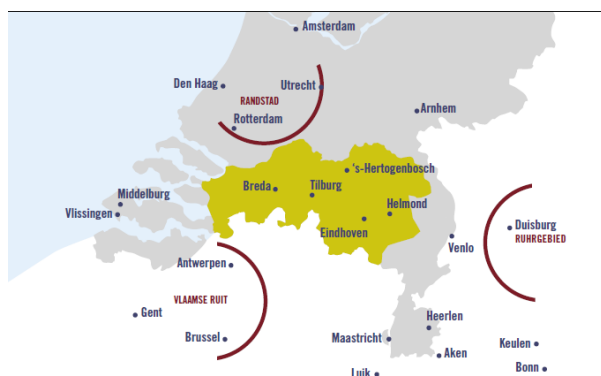 Amsterdam
Den Haag
Utrecht
RANDSTAD
Arnhem
Rotterdam
's-Hertogenbosch
Breda
Tilburg
Middelburg
Helmond
Vlissingen
Eindhoven
Duisburg
RUHRGEBIED
Venlo
Antwerpen
VLAAMSE RUIT
Gent
Heerlen
Brussel
Maastricht
Keulen
Aken
Bonn
Luik